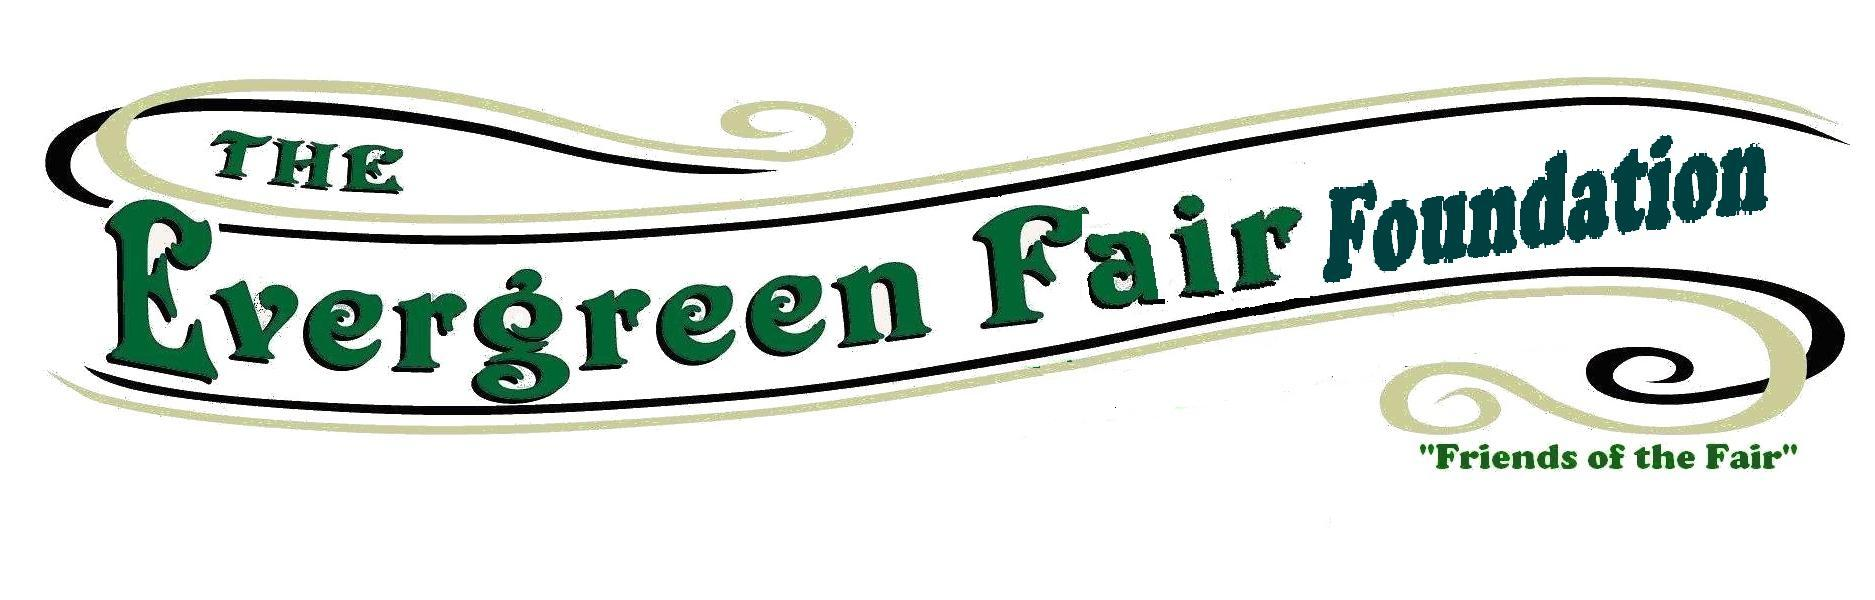 THE
Evergreen Fair Foundation
"Friends of the Fair"